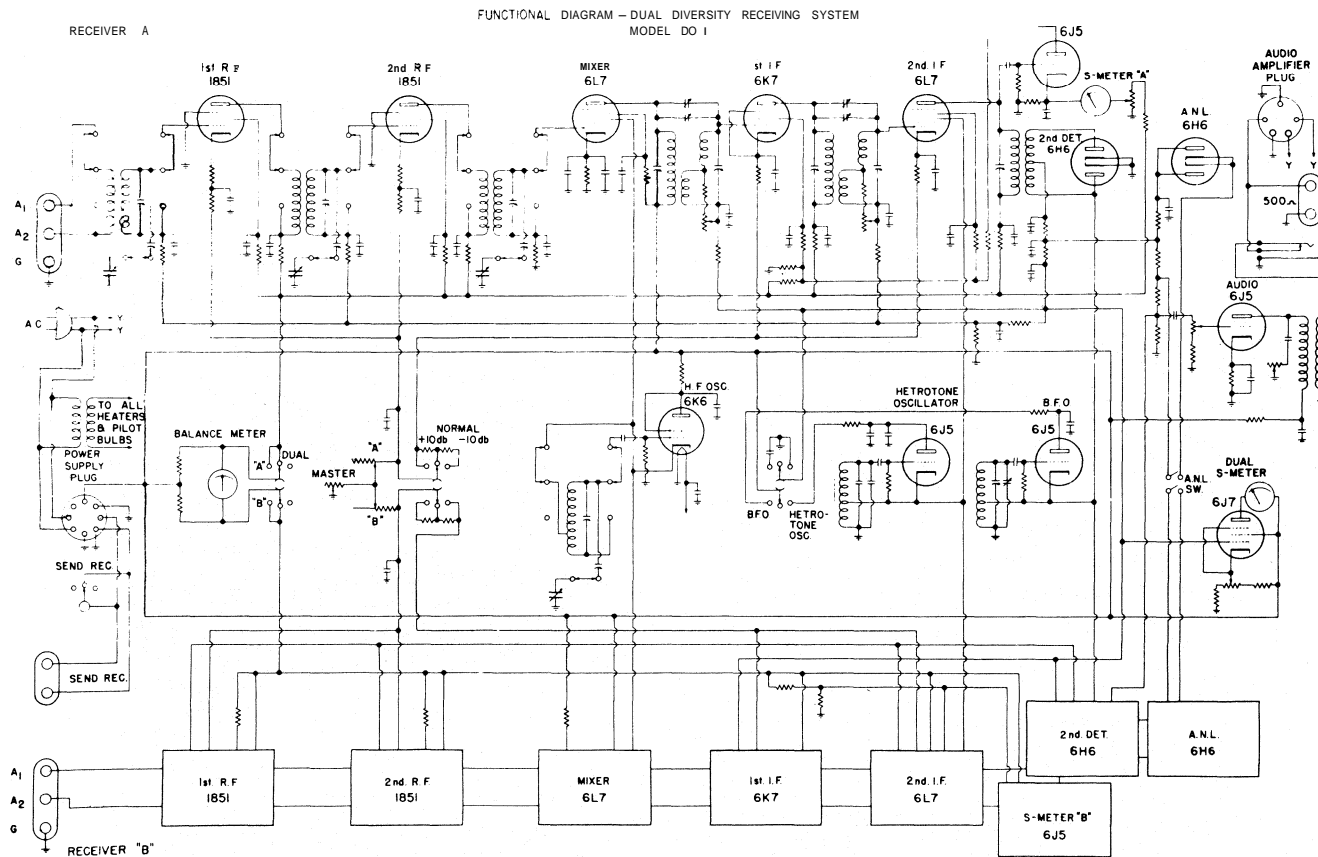 FUNCTIONAL DIAGRAM — DUAL DIVERSITY RECEIVING SYSTEM
MODEL DO 1
RECEIVER A
1st R F
1851
2nd R F
1851
MIXER
6L7
st I F
6K7
2nd. I.F
6L7
6J5
S-METER "A"
2nd DET.
6H6
A.N.L.
6H6
AUDIO
AMPLIFIER
PLUG
Y
Y
500
A1
A2
G
AC
Y
Y
TO ALL
HEATERS
& PILOT
BULBS
POWER
SUPPLY
PLUG
BALANCE METER
"A"
DUAL
"B"
MASTER
"A"
"B"
NORMAL
+10db
-10db
H.F OSC.
6K6
HETROTONE
OSCILLATOR
6J5
B.F.O
6J5
BFO
HETRO-
TONE
OSC.
AUDIO
6J5
A.N.L
SW.
DUAL
S-METER
6J7
SEND REC.
SEND REC.
A1
A2
G
1st. R.F
1851
2nd. R.F.
1851
MIXER
6L7
1st. I.F.
6K7
2nd. I.F.
6L7
2nd. DET.
6H6
A.N.L.
6H6
S-METER "B"
6J5
RECEIVER "B"